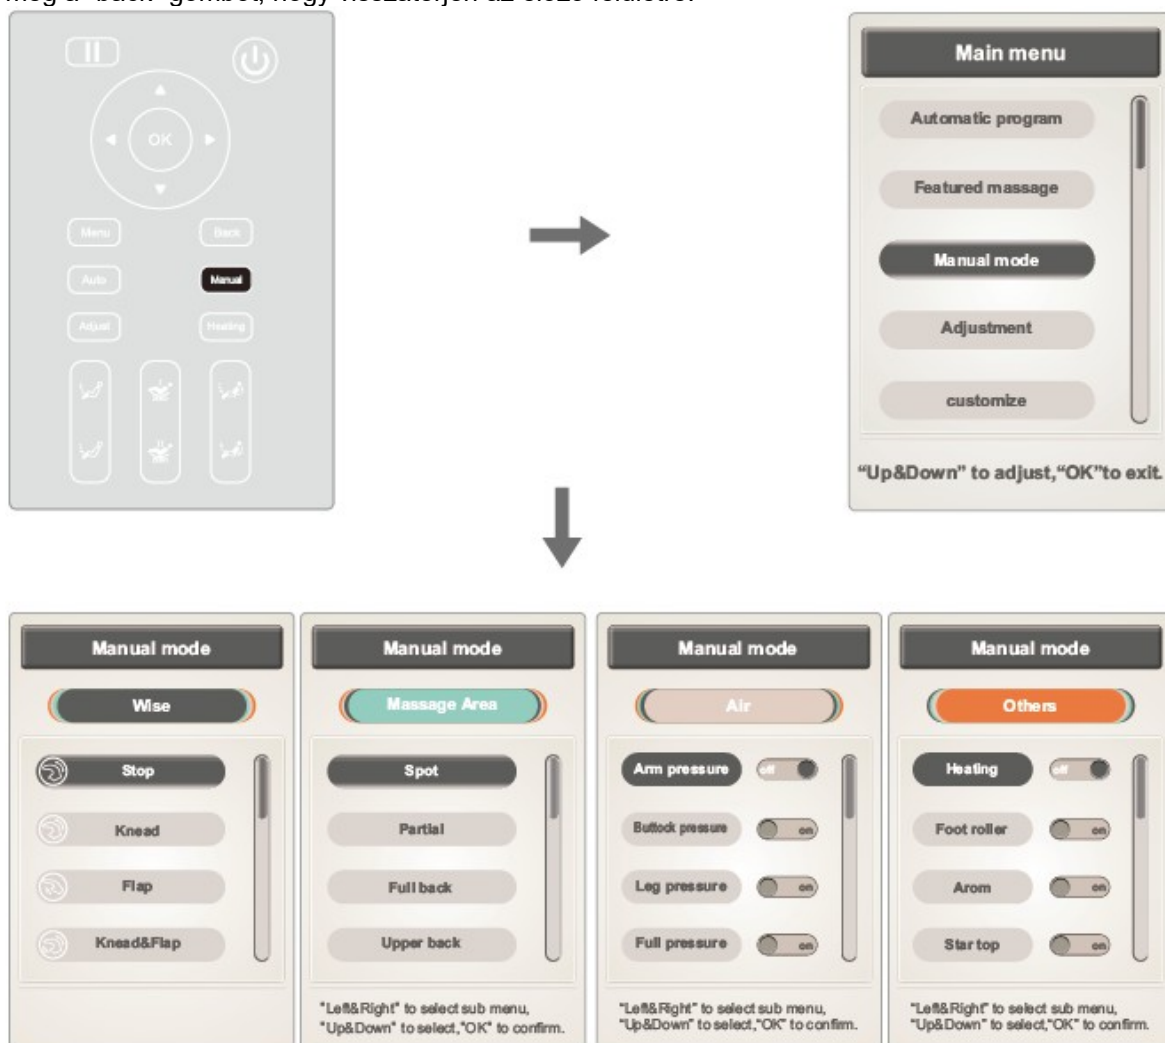 OK
Menu
Back
Auto
Manual
Adjust
Heating
Main menu
Automatic program
Featured massage
Manual mode
Adjustment
customize
“Up&Down” to adjust,“OK”to exit.
Manual mode
Wise
Stop
Knead
Flap
Knead&Flap
Manual mode
Massage Area
Spot
Partial
Full back
Upper back
"Left&Right" to select sub menu,
"Up&Down" to select,"OK" to confirm.
Manual mode
Air
Arm pressure off
Buttock pressure on
Leg pressure on
Full pressure on
"Left&Right" to select sub menu,
"Up&Down" to select,"OK" to confirm.
Manual mode
Others
Heating off
Foot roller on
Arom on
Star top on
"Left&Right" to select sub menu,
"Up&Down" to select,"OK" to confirm.